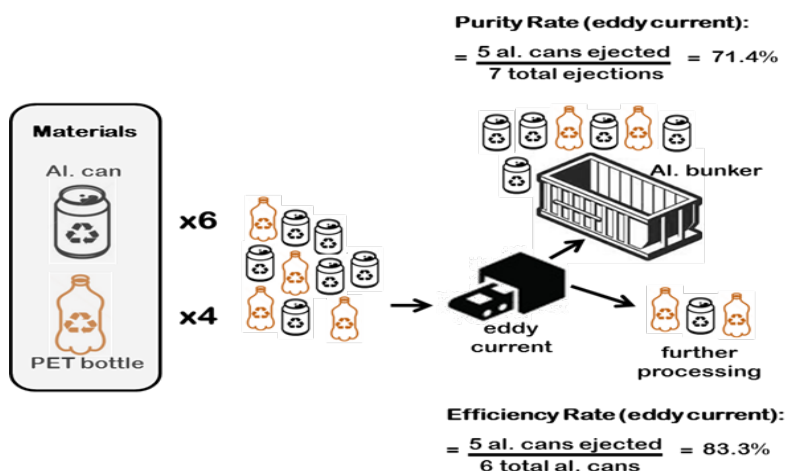 Purity Rate (eddy current):
= 5 al. cans ejected = 71.4%
7 total ejections
Materials
Al. can
x6
PET bottle
x4
eddy
current
Al. bunker
further
processing
Efficiency Rate (eddy current):
= 5 al. cans ejected = 83.3%
6 total al. cans